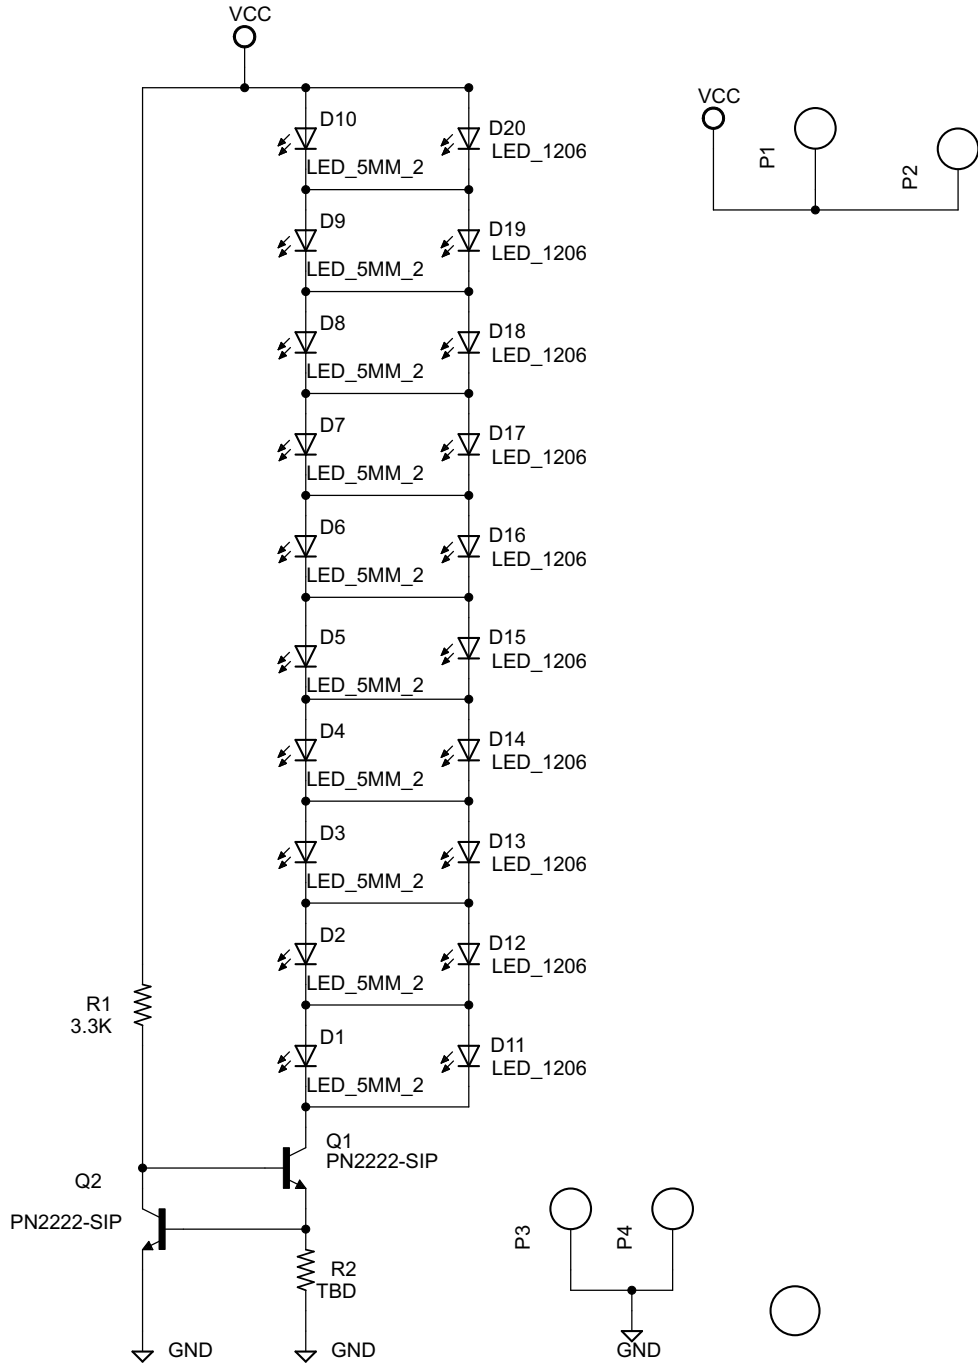 VCC
D10
LED_5MM_2
D20
LED_1206
D9
LED_5MM_2
D19
LED_1206
D8
LED_5MM_2
D18
LED_1206
D7
LED_5MM_2
D17
LED_1206
D6
LED_5MM_2
D16
LED_1206
D5
LED_5MM_2
D15
LED_1206
D4
LED_5MM_2
D14
LED_1206
D3
LED_5MM_2
D13
LED_1206
D2
LED_5MM_2
D12
LED_1206
D1
LED_5MM_2
D11
LED_1206
R1
3.3K
Q1
PN2222-SIP
Q2
PN2222-SIP
R2
TBD
GND
GND
VCC
P1
P2
P3
P4
GND